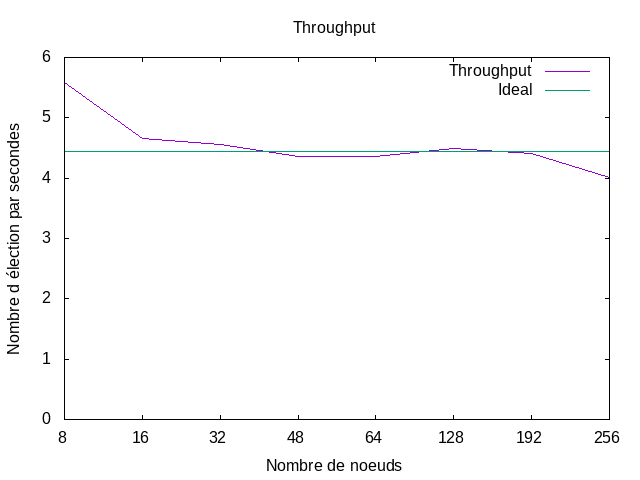 Throughput
Throughput
Ideal
6
5
4
3
2
1
0
Nombre d élection par secondes
8 16 32 48 64 128 192 256
Nombre de noeuds